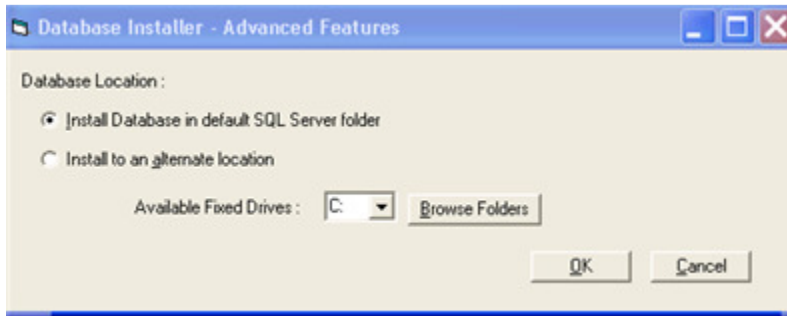 Database Installer - Advanced Features
Database Location :
Install Database in default SQL Server folder
Install to an alternate location
Available Fixed Drives : C: Browse Folders
OK Cancel